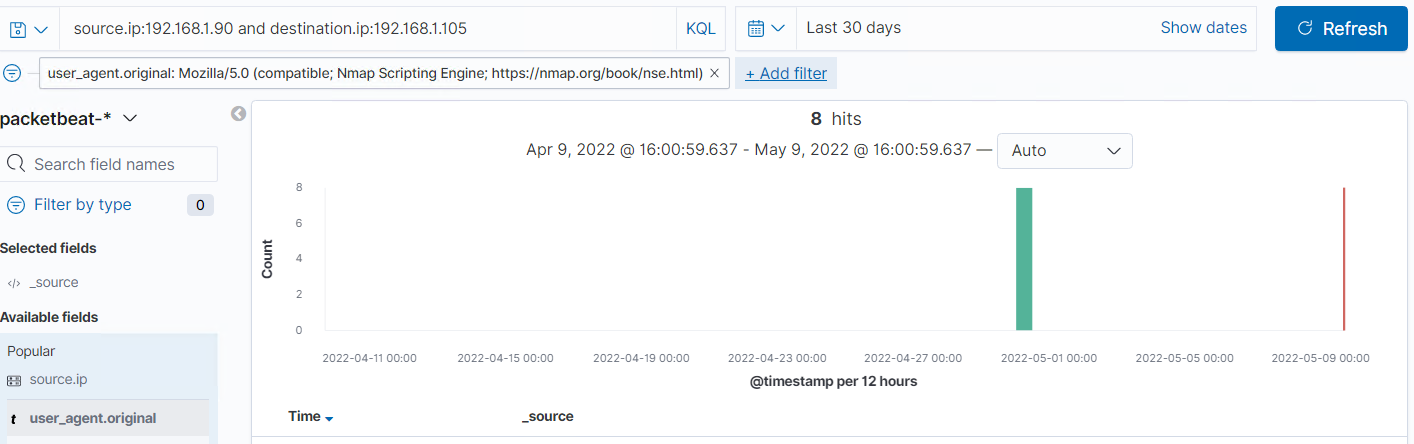 source.ip:192.168.1.90 and destination.ip:192.168.1.105 KQL Last 30 days Show dates Refresh
user_agent.original: Mozilla/5.0 (compatible; Nmap Scripting Engine; https://nmap.org/book/nse.html) × + Add filter
packetbeat-*
Search field names
Filter by type 0
Selected fields
</> _source
Available fields
Popular
source.ip
t user_agent.original
8 hits
Apr 9, 2022 @ 16:00:59.637 - May 9, 2022 @ 16:00:59.637 — Auto
Count
8
6
4
2
0
2022-04-11 00:00 2022-04-15 00:00 2022-04-19 00:00 2022-04-23 00:00 2022-04-27 00:00 2022-05-01 00:00 2022-05-05 00:00 2022-05-09 00:00
@timestamp per 12 hours
Time _source